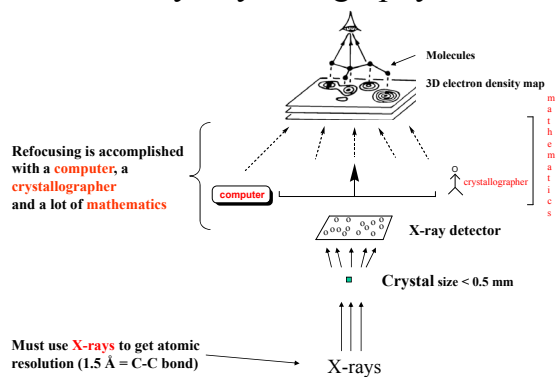 Molecules
3D electron density map
mathematics
Refocusing is accomplished
with a computer, a
crystallographer
and a lot of mathematics
computer
crystallographer
X-ray detector
Crystal size < 0.5 mm
Must use X-rays to get atomic
resolution (1.5 Å = C-C bond)
X-rays